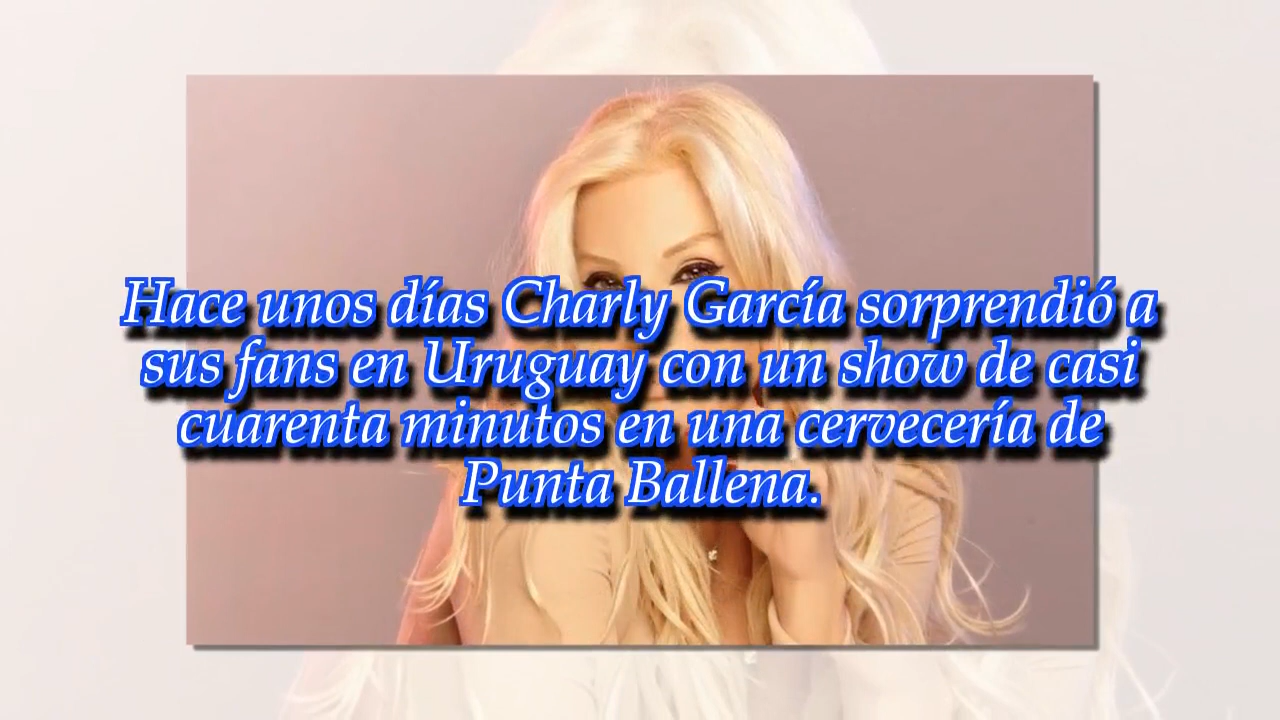 Hace unos días Charly García sorprendió a
sus fans en Uruguay con un show de casi
cuarenta minutos en una cervecería de
Punta Ballena.